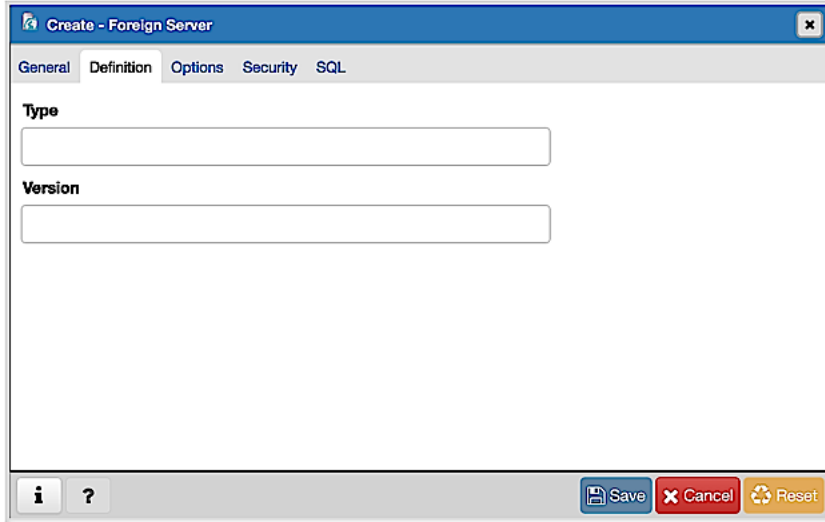 Create - Foreign Server
General Definition Options Security SQL
Type
Version
i ? Save Cancel Reset